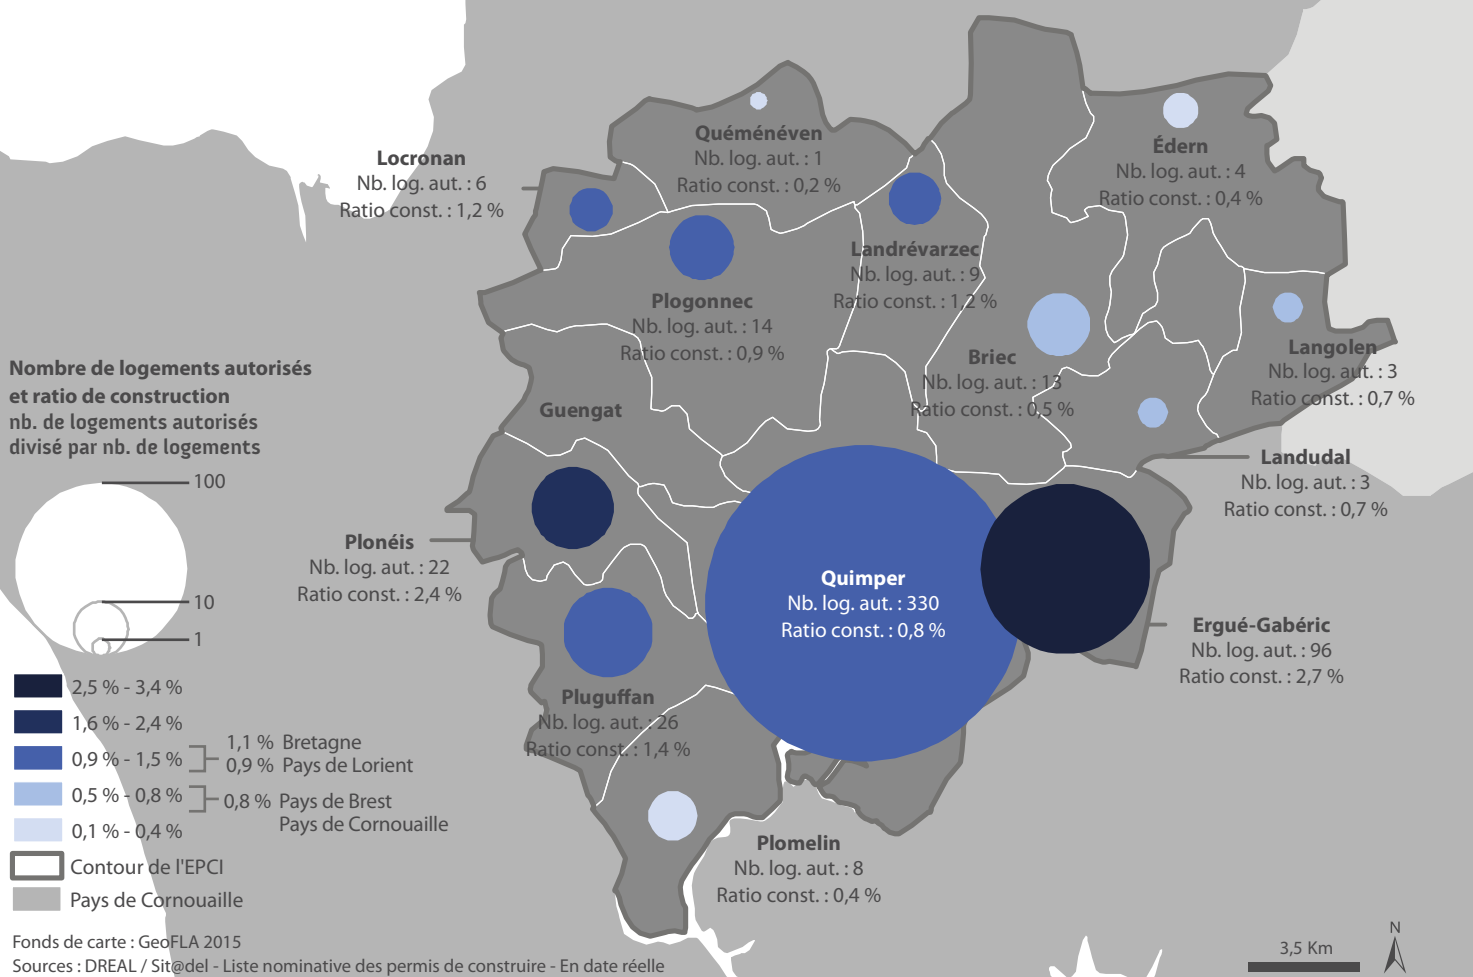 Quéménéven
Nb. log. aut. : 1
Ratio const. : 0,2 %
Édern
Nb. log. aut. : 4
Ratio const. : 0,4 %
Locronan
Nb. log. aut. : 6
Ratio const. : 1,2 %
Landrévarzec
Nb. log. aut. : 9
Ratio const. : 1,2 %
Plogonnec
Nb. log. aut. : 14
Ratio const. : 0,9 %
Briec
Nb. log. aut. : 13
Ratio const. : 0,5 %
Langolen
Nb. log. aut. : 3
Ratio const. : 0,7 %
Guengat
Landudal
Nb. log. aut. : 3
Ratio const. : 0,7 %
Plonéis
Nb. log. aut. : 22
Ratio const. : 2,4 %
Quimper
Nb. log. aut. : 330
Ratio const. : 0,8 %
Ergué-Gabéric
Nb. log. aut. : 96
Ratio const. : 2,7 %
Pluguffan
Nb. log. aut. : 26
Ratio const. : 1,4 %
Plomelin
Nb. log. aut. : 8
Ratio const. : 0,4 %
Nombre de logements autorisés
et ratio de construction
nb. de logements autorisés
divisé par nb. de logements
100
10
1
2,5 % - 3,4 %
1,6 % - 2,4 %
0,9 % - 1,5 %
1,1 % Bretagne
0,9 % Pays de Lorient
0,5 % - 0,8 %
0,8 % Pays de Brest
Pays de Cornouaille
0,1 % - 0,4 %
Contour de l'EPCI
Pays de Cornouaille
Fonds de carte : GeoFLA 2015
Sources : DREAL / Sit@del - Liste nominative des permis de construire - En date réelle
3,5 Km
N